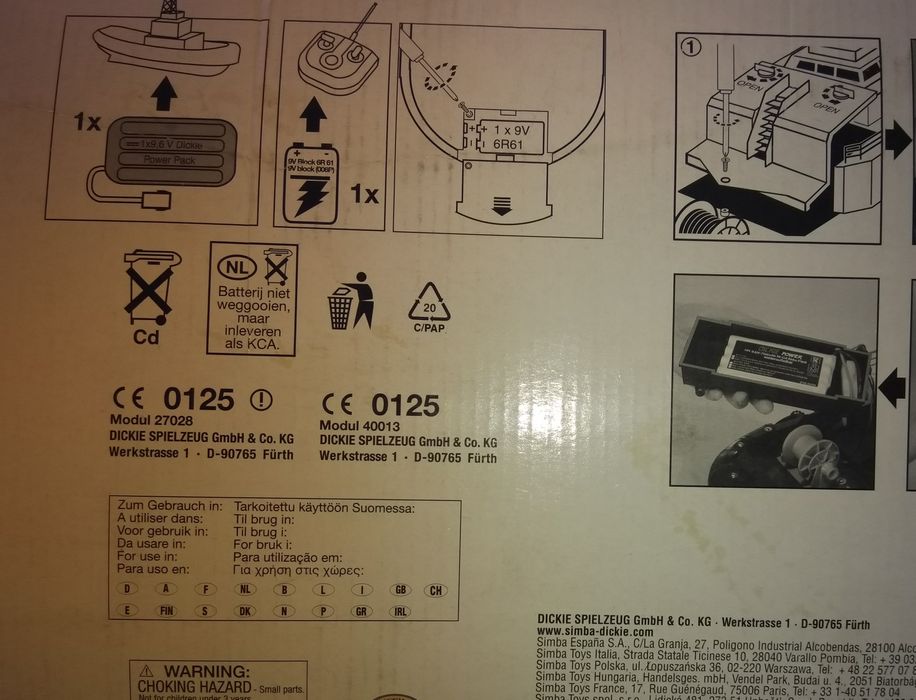 1x
1x9,6 V Dickie
Power Pack
9V Block 6R 61
9V block (006P)
1x
1 x 9V
6R61
1
OPEN
OPEN
Cd
NL
Batterij niet
weggooien,
maar
inleveren
als KCA.
20
C/PAP
POWER
CE 0125
Modul 27028
DICKIE SPIELZEUG GmbH & Co. KG
Werkstrasse 1 · D-90765 Fürth
CE 0125
Modul 40013
DICKIE SPIELZEUG GmbH & Co. KG
Werkstrasse 1 · D-90765 Fürth
Zum Gebrauch in: Tarkoitettu käyttöön Suomessa:
A utiliser dans: Til brug in:
Voor gebruik in: Til brug i:
Da usare in: For bruk i:
For use in: Para utilização em:
Para uso en: Για χρήση στις χώρες:
D A F NL B L I GB CH
E FIN S DK N P GR IRL
DICKIE SPIELZEUG GmbH & Co. KG · Werkstrasse 1 · D-90765 Fürth
www.simba-dickie.com
Simba España S.A., C/La Granja, 27, Poligono Industrial Alcobendas, 28100
Simba Toys Italia, Strada Statale Ticinese 10, 28040 Varallo Pombia, Tel: + 39 03
Simba Toys Polska, ul.Łopuszańska 36, 02-220 Warszawa, Tel: + 48 22 577 07
Simba Toys Hungaria, Handelsges. mbH, Vendel Park, Budai u. 4, 2051
Simba Toys France, 17, Rue Guénégaud, 75006 Paris, Tel: + 33 1 40 51 78 04
WARNING:
CHOKING HAZARD - Small parts.
Not for children under 3 years